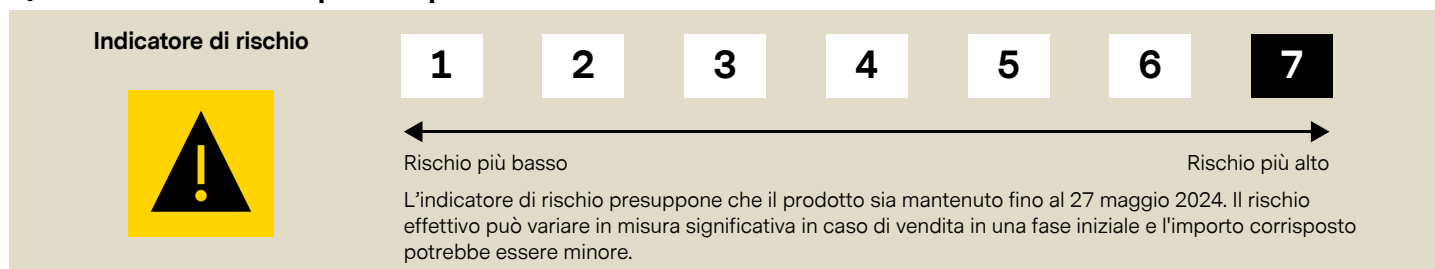 Indicatore di rischio
1 2 3 4 5 6 7
Rischio più basso Rischio più alto
L'indicatore di rischio presuppone che il prodotto sia mantenuto fino al 27 maggio 2024. Il rischio
effettivo può variare in misura significativa in caso di vendita in una fase iniziale e l'importo corrisposto
potrebbe essere minore.